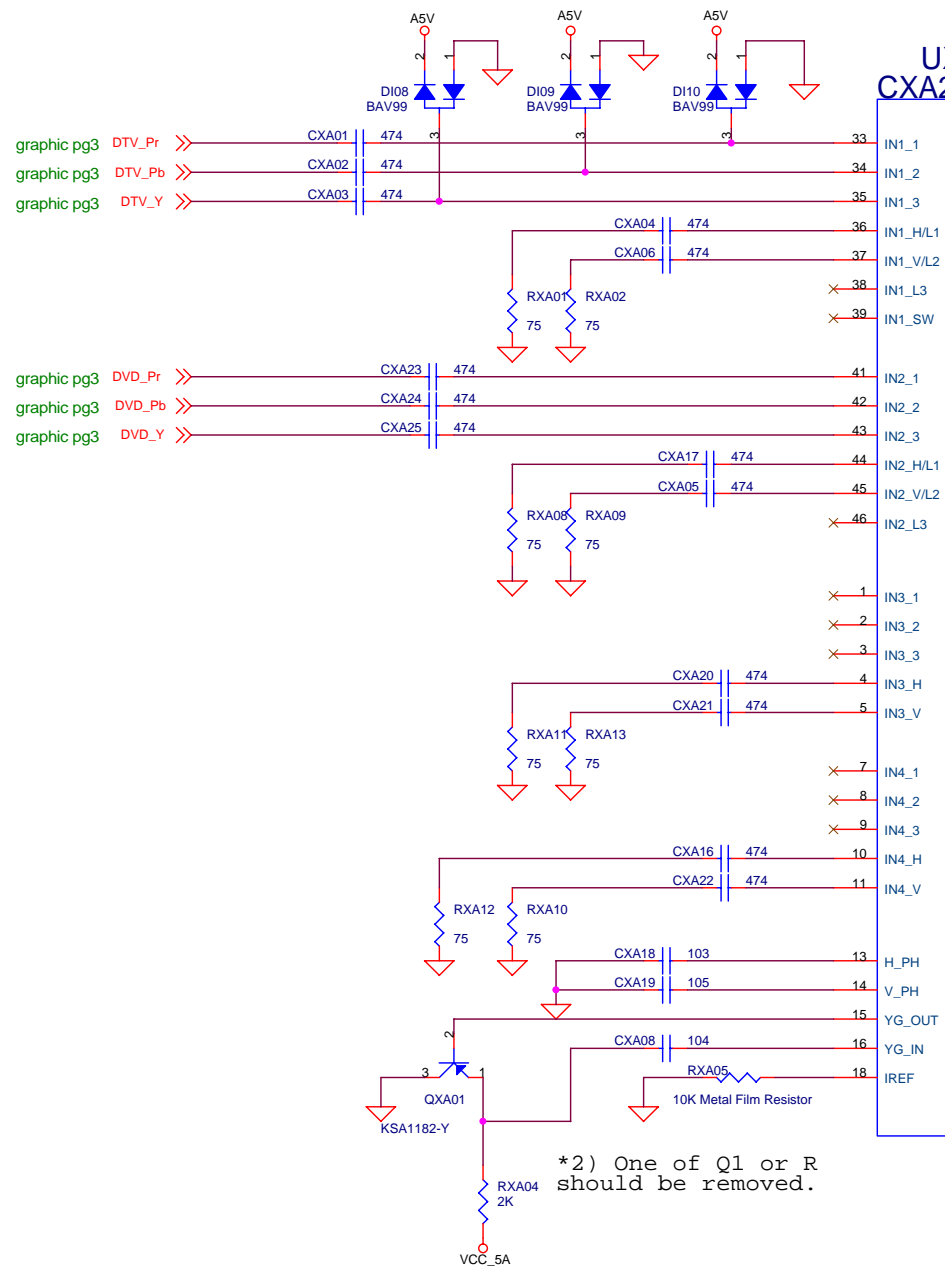 A5V A5V A5V
2 1 2 1 2 1
UX
CXA2
DI08 BAV99
DI09 BAV99
DI10 BAV99
3 3 3
graphic pg3 DTV_Pr CXA01 474 33 IN1_1
graphic pg3 DTV_Pb CXA02 474 34 IN1_2
graphic pg3 DTV_Y CXA03 474 35 IN1_3
CXA04 474 36 IN1_H/L1
CXA06 474 37 IN1_V/L2
38 IN1_L3
RXA01 75 RXA02 75
39 IN1_SW
graphic pg3 DVD_Pr CXA23 474 41 IN2_1
graphic pg3 DVD_Pb CXA24 474 42 IN2_2
graphic pg3 DVD_Y CXA25 474 43 IN2_3
CXA17 474 44 IN2_H/L1
CXA05 474 45 IN2_V/L2
RXA08 75 RXA09 75
46 IN2_L3
1 IN3_1
2 IN3_2
3 IN3_3
CXA20 474 4 IN3_H
CXA21 474 5 IN3_V
RXA11 75 RXA13 75
7 IN4_1
8 IN4_2
9 IN4_3
CXA16 474 10 IN4_H
CXA22 474 11 IN4_V
RXA12 75 RXA10 75
CXA18 103 13 H_PH
CXA19 105 14 V_PH
15 YG_OUT
2
CXA08 104 16 YG_IN
3 1
RXA05 18 IREF
QXA01
10K Metal Film Resistor
KSA1182-Y
*2) One of Q1 or R
should be removed.
RXA04
2K
VCC_5A